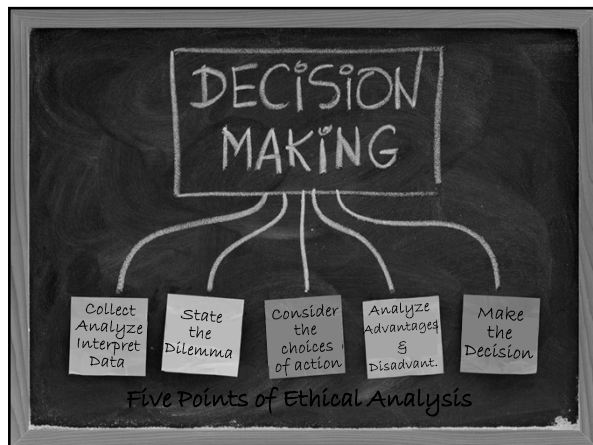 DECISION
MAKING
Collect
Analyze
Interpret
Data
State
the
Dilemma
Consider
the
choices
of action
Analyze
Advantages
&
Disadvant.
Make
the
Decision
Five Points of Ethical Analysis